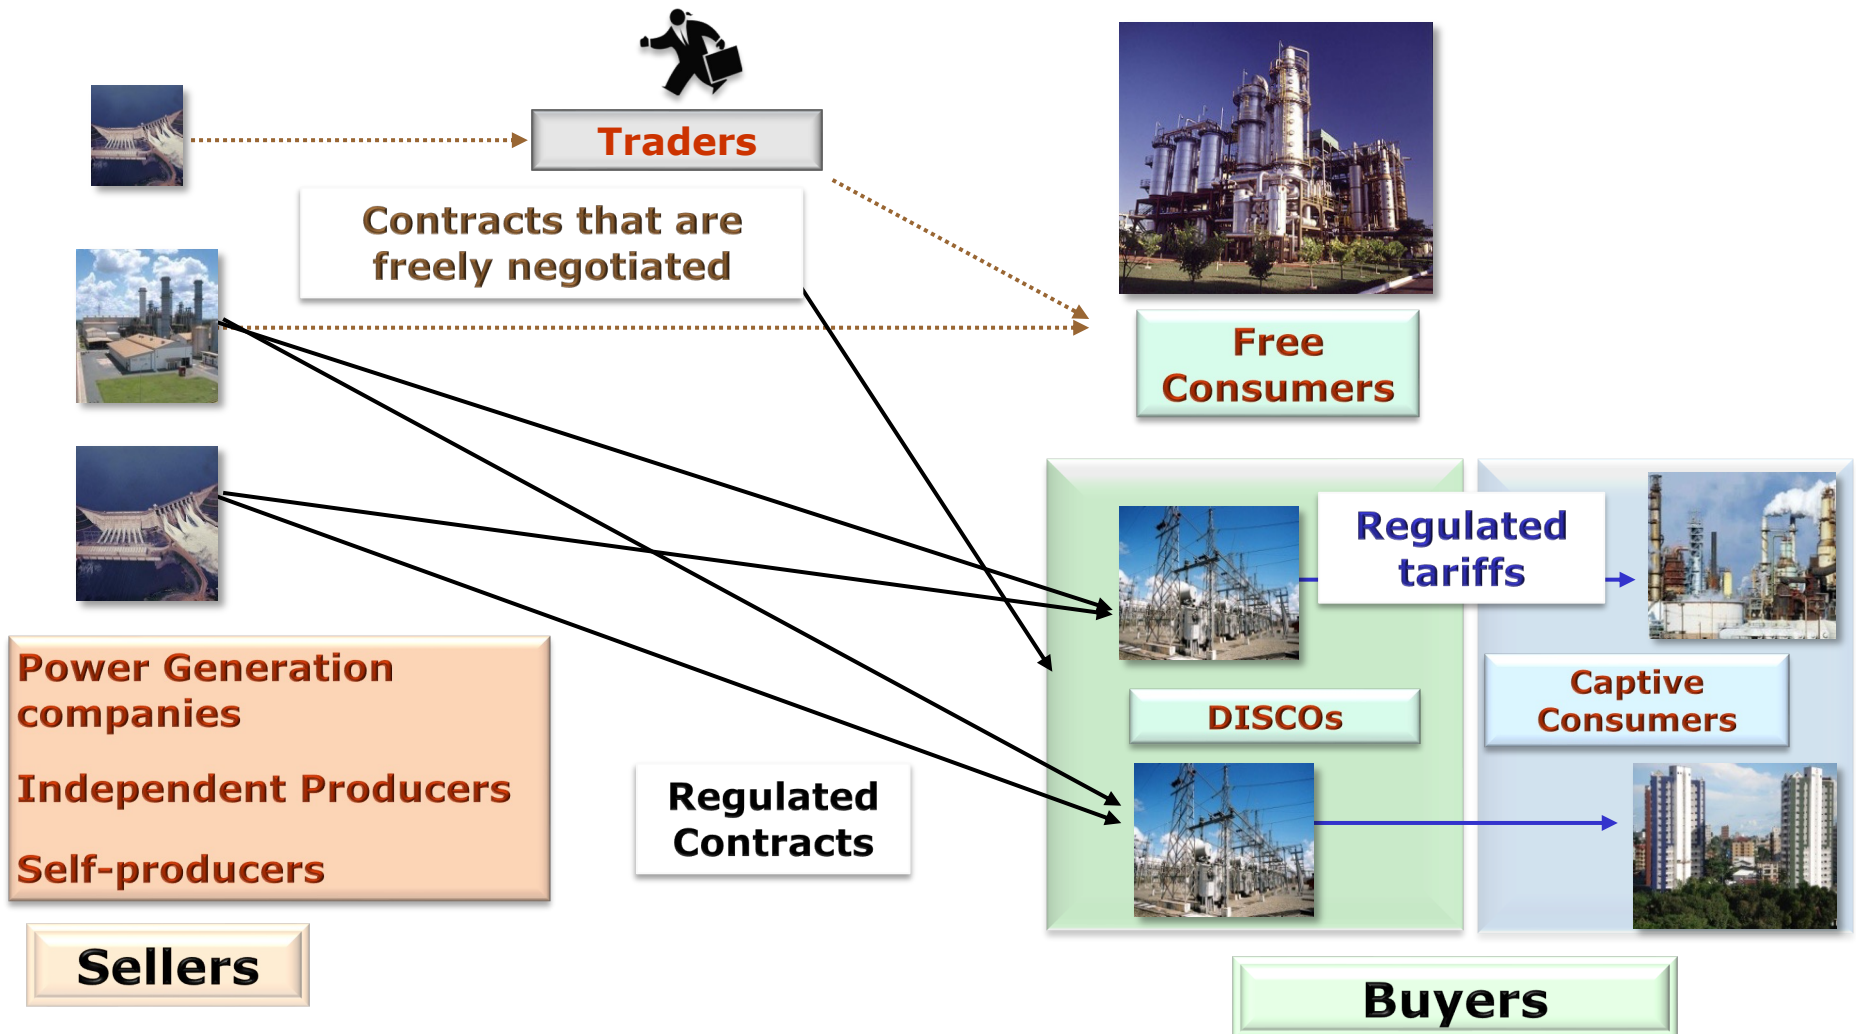 Traders
Contracts that are
freely negotiated
Free
Consumers
Regulated
tariffs
Power Generation
companies
Independent Producers
Self-producers
DISCOs
Captive
Consumers
Regulated
Contracts
Sellers
Buyers